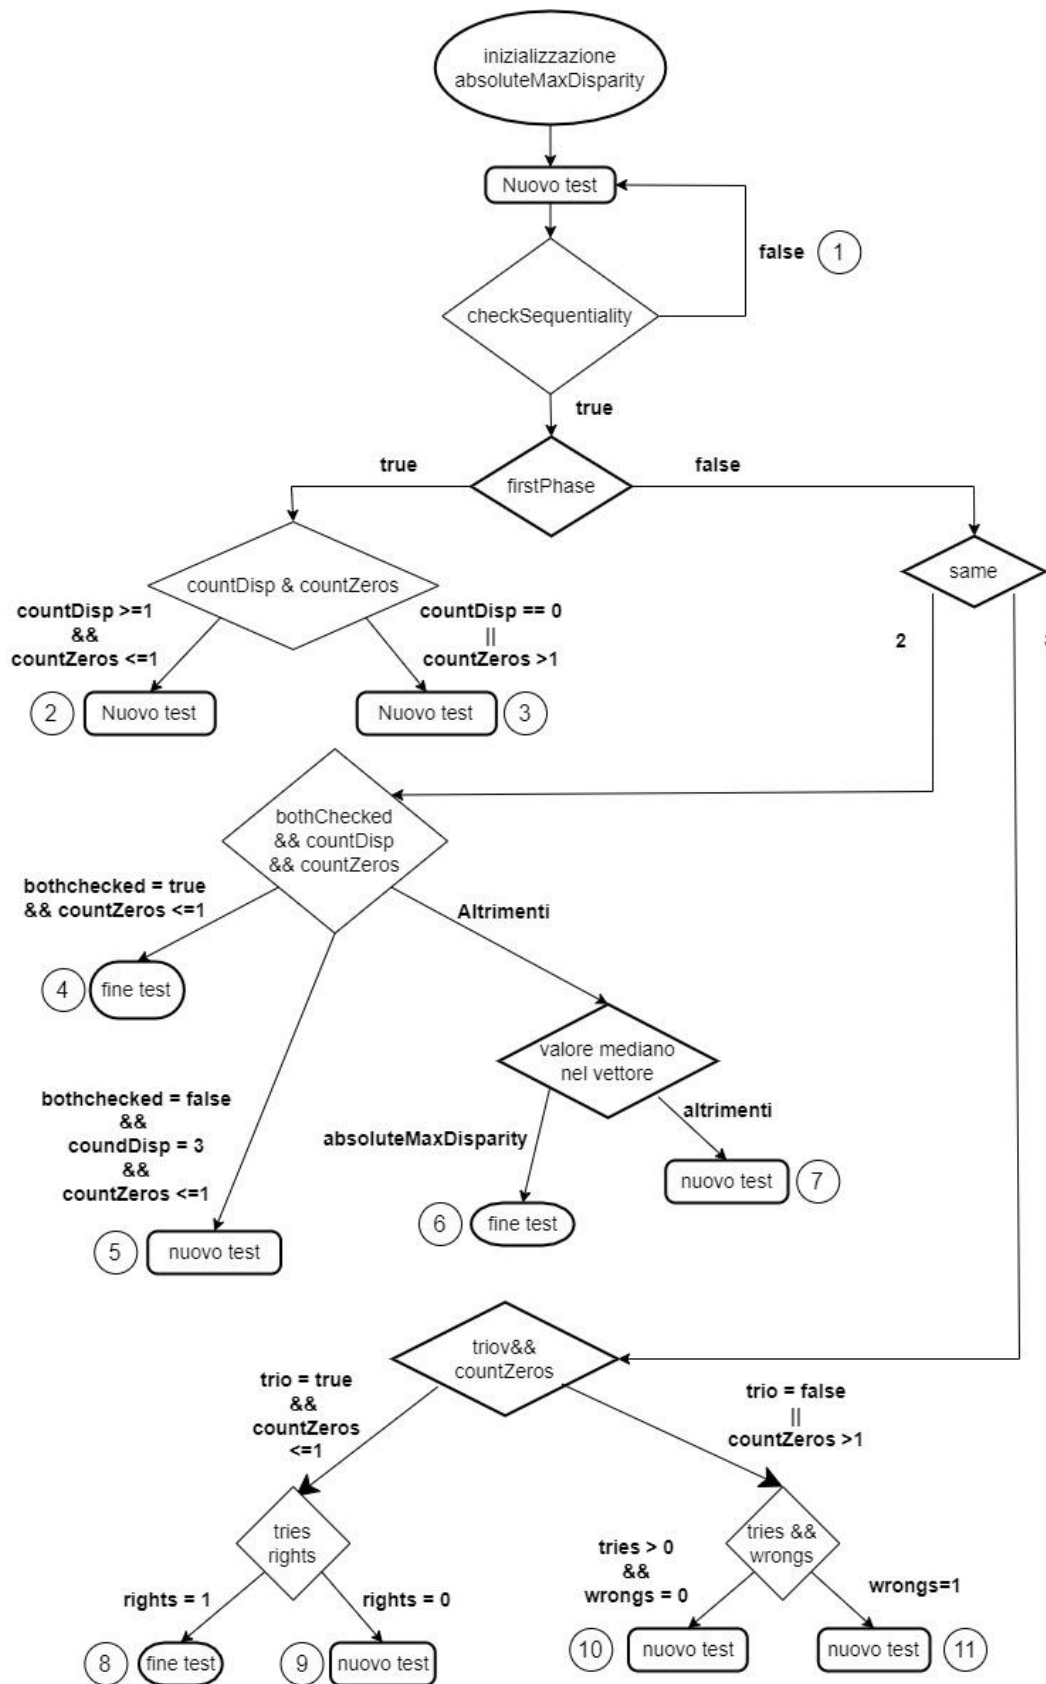 inizializzazione
absoluteMaxDisparity
Nuovo test
false
1
checkSequentiality
true
true
false
firstPhase
same
countDisp & countZeros
countDisp >=1
&&
countZeros <=1
countDisp == 0
||
countZeros >1
2
2
Nuovo test
Nuovo test
3
bothChecked
&& countDisp
&& countZeros
bothchecked = true
&& countZeros <=1
Altrimenti
4
fine test
valore mediano
nel vettore
bothchecked = false
&&
coundDisp = 3
&&
countZeros <=1
altrimenti
absoluteMaxDisparity
nuovo test
7
6
fine test
5
nuovo test
triov&&
countZeros
trio = true
&&
countZeros
<=1
trio = false
||
countZeros >1
tries
rights
tries &&
wrongs
tries > 0
&&
wrongs = 0
wrongs=1
rights = 1
rights = 0
8
fine test
9
nuovo test
10
nuovo test
nuovo test
11